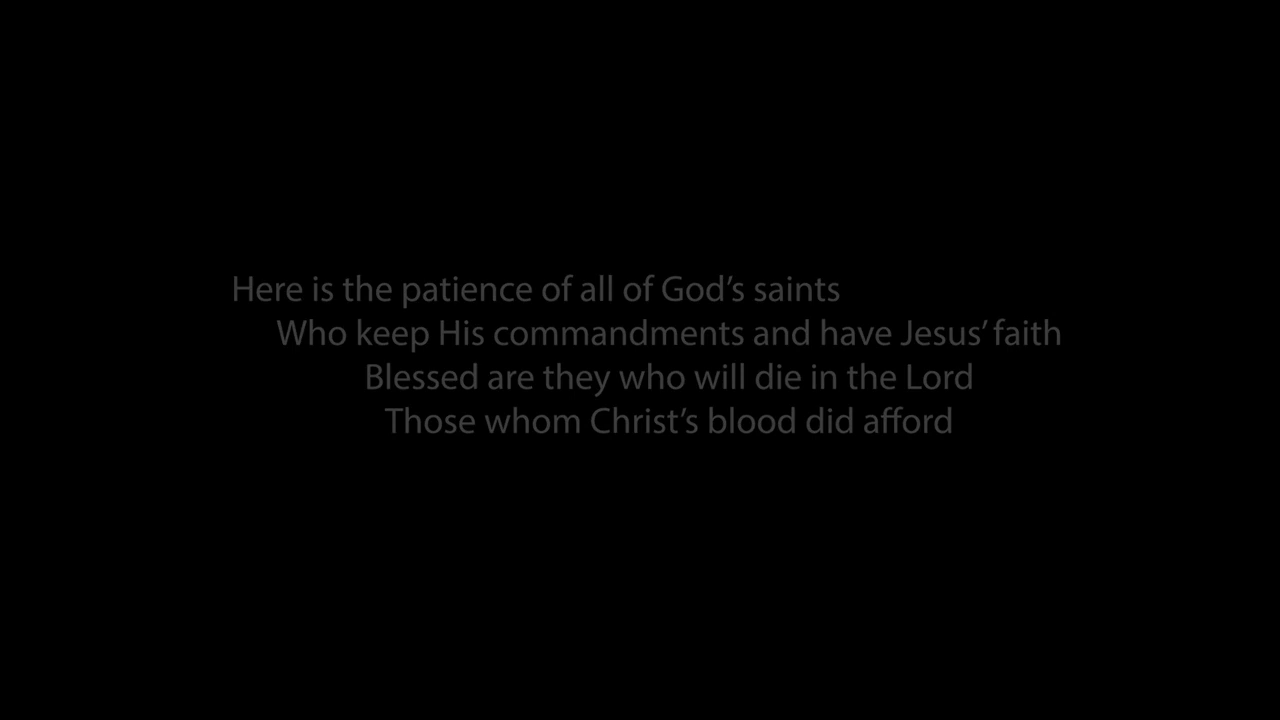 Here is the patience of all of God’s saints
Who keep His commandments and have Jesus’ faith
Blessed are they who will die in the Lord
Those whom Christ’s blood did afford